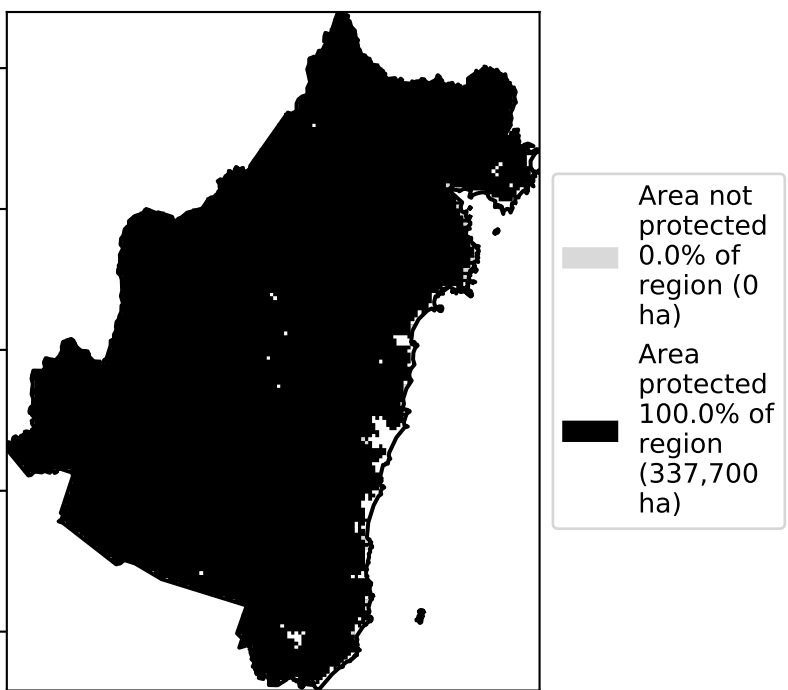 Area not
protected
0.0% of
region (0
ha)
Area
protected
100.0% of
region
(337,700
ha)